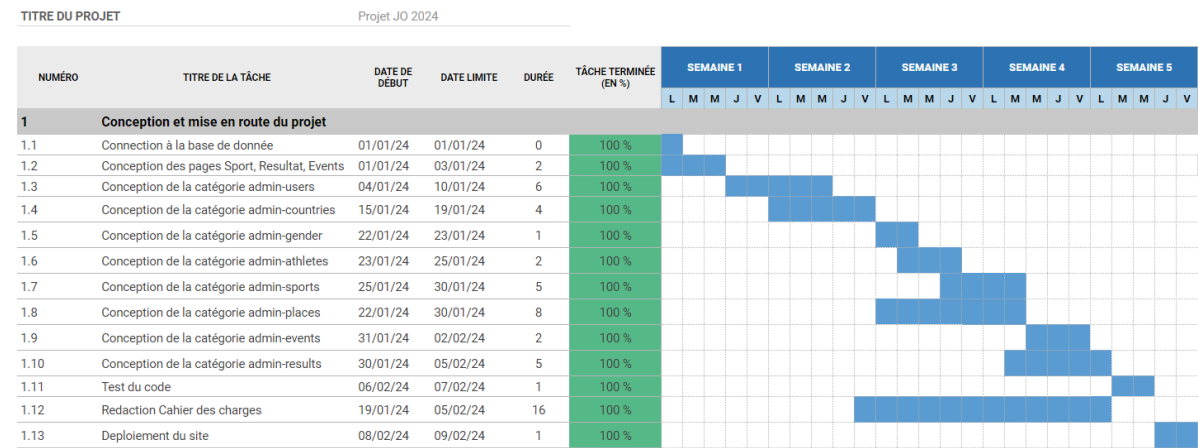 TITRE DU PROJET Projet JO 2024
NUMÉRO TITRE DE LA TÂCHE DATE DE DÉBUT DATE LIMITE DURÉE TÂCHE TERMINÉE (EN %) SEMAINE 1 SEMAINE 2 SEMAINE 3 SEMAINE 4 SEMAINE 5
L M M J V L M M J V L M M J V L M M J V L M M J V
1 Conception et mise en route du projet
1.1 Connection à la base de donnée 01/01/24 01/01/24 0 100 %
1.2 Conception des pages Sport, Resultat, Events 01/01/24 03/01/24 2 100 %
1.3 Conception de la catégorie admin-users 04/01/24 10/01/24 6 100 %
1.4 Conception de la catégorie admin-countries 15/01/24 19/01/24 4 100 %
1.5 Conception de la catégorie admin-gender 22/01/24 23/01/24 1 100 %
1.6 Conception de la catégorie admin-athletes 23/01/24 25/01/24 2 100 %
1.7 Conception de la catégorie admin-sports 25/01/24 30/01/24 5 100 %
1.8 Conception de la catégorie admin-places 22/01/24 30/01/24 8 100 %
1.9 Conception de la catégorie admin-events 31/01/24 02/02/24 2 100 %
1.10 Conception de la catégorie admin-results 30/01/24 05/02/24 5 100 %
1.11 Test du code 06/02/24 07/02/24 1 100 %
1.12 Redaction Cahier des charges 19/01/24 05/02/24 16 100 %
1.13 Deploiement du site 08/02/24 09/02/24 1 100 %